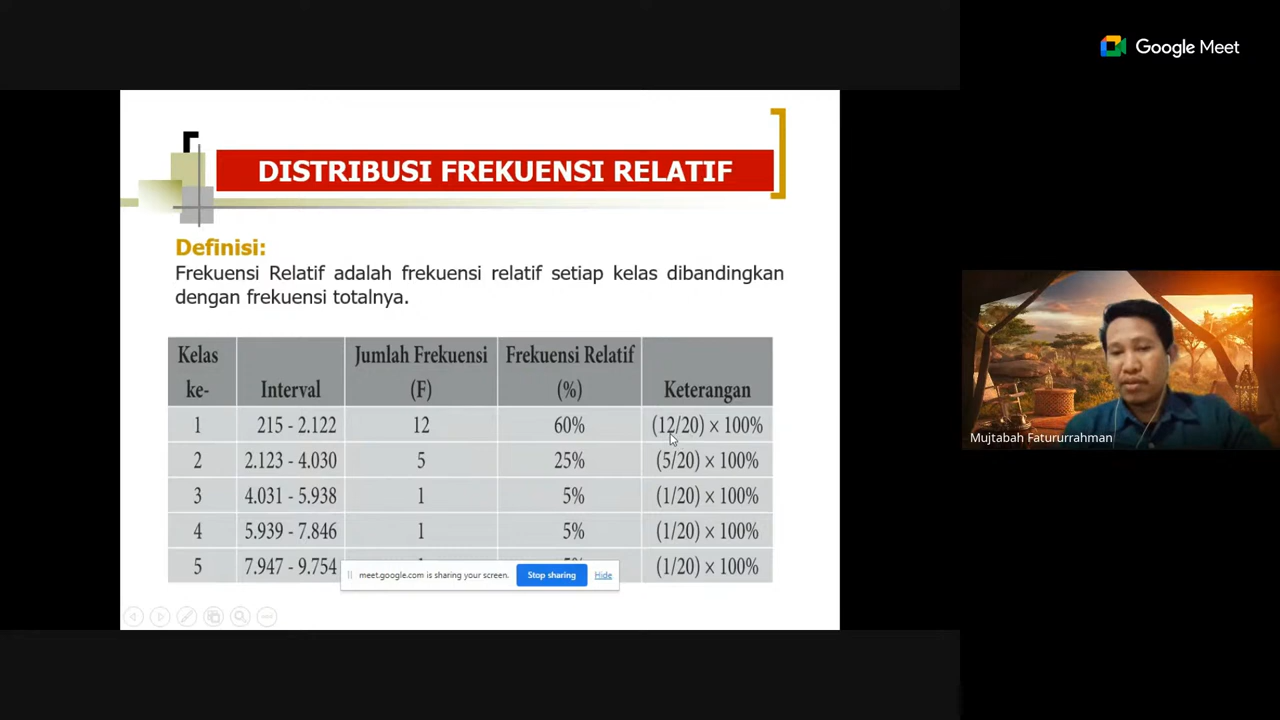 Google Meet
DISTRIBUSI FREKUENSI RELATIF
Definisi:
Frekuensi Relatif adalah frekuensi relatif setiap kelas dibandingkan
dengan frekuensi totalnya.
Kelas ke- Interval Jumlah Frekuensi (F) Frekuensi Relatif (%) Keterangan
1 215 - 2.122 12 60% (12/20) × 100%
2 2.123 - 4.030 5 25% (5/20) × 100%
3 4.031 - 5.938 1 5% (1/20) × 100%
4 5.939 - 7.846 1 5% (1/20) × 100%
5 7.947 - 9.754 (1/20) × 100%
meet.google.com is sharing your screen. Stop sharing Hide
Mujtabah Fatururrahman